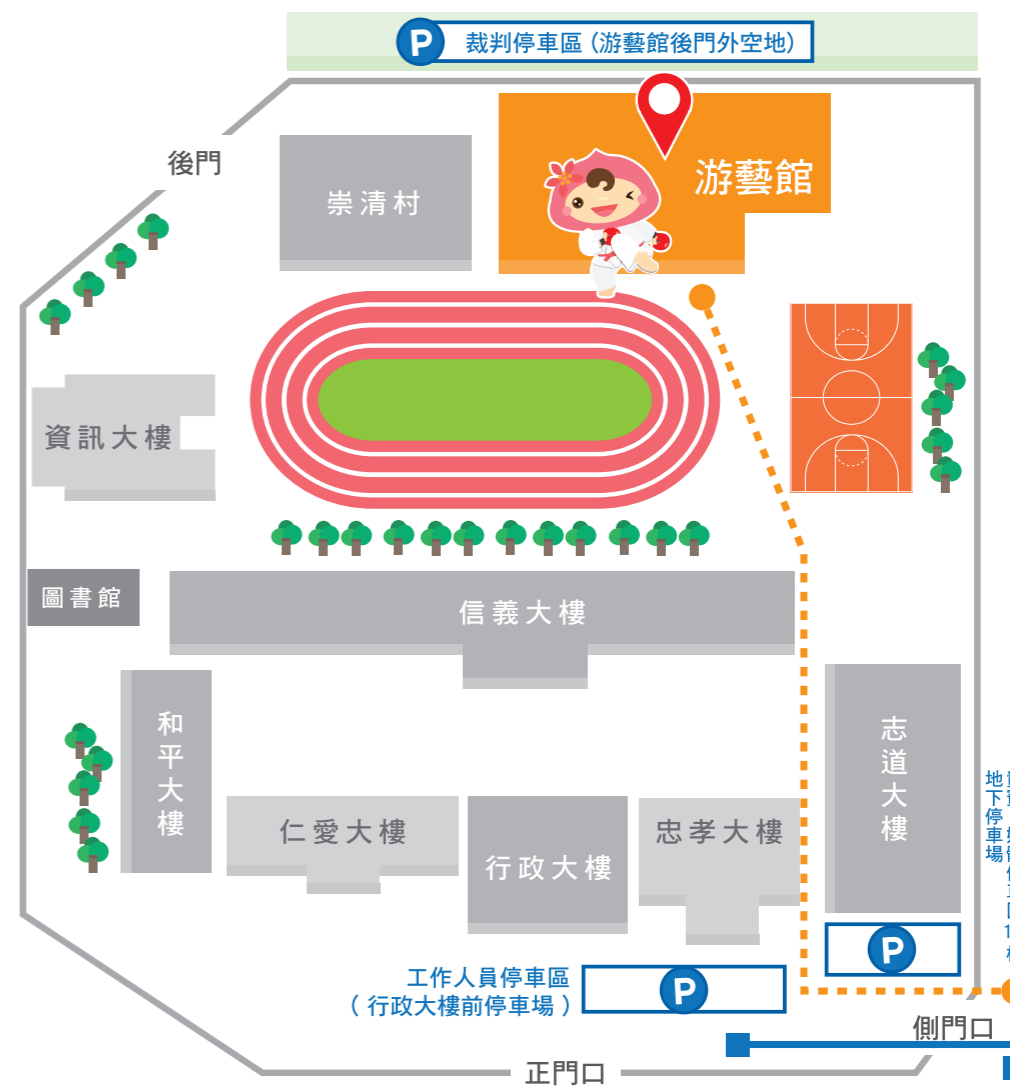 P 裁判停車區（游藝館後門外空地）
後門
崇清村
游藝館
資訊大樓
圖書館
信義大樓
和平大樓
志道大樓
地下停車場
仁愛大樓
行政大樓
忠孝大樓
P
工作人員停車區
（行政大樓前停車場）
P
側門口
正門口